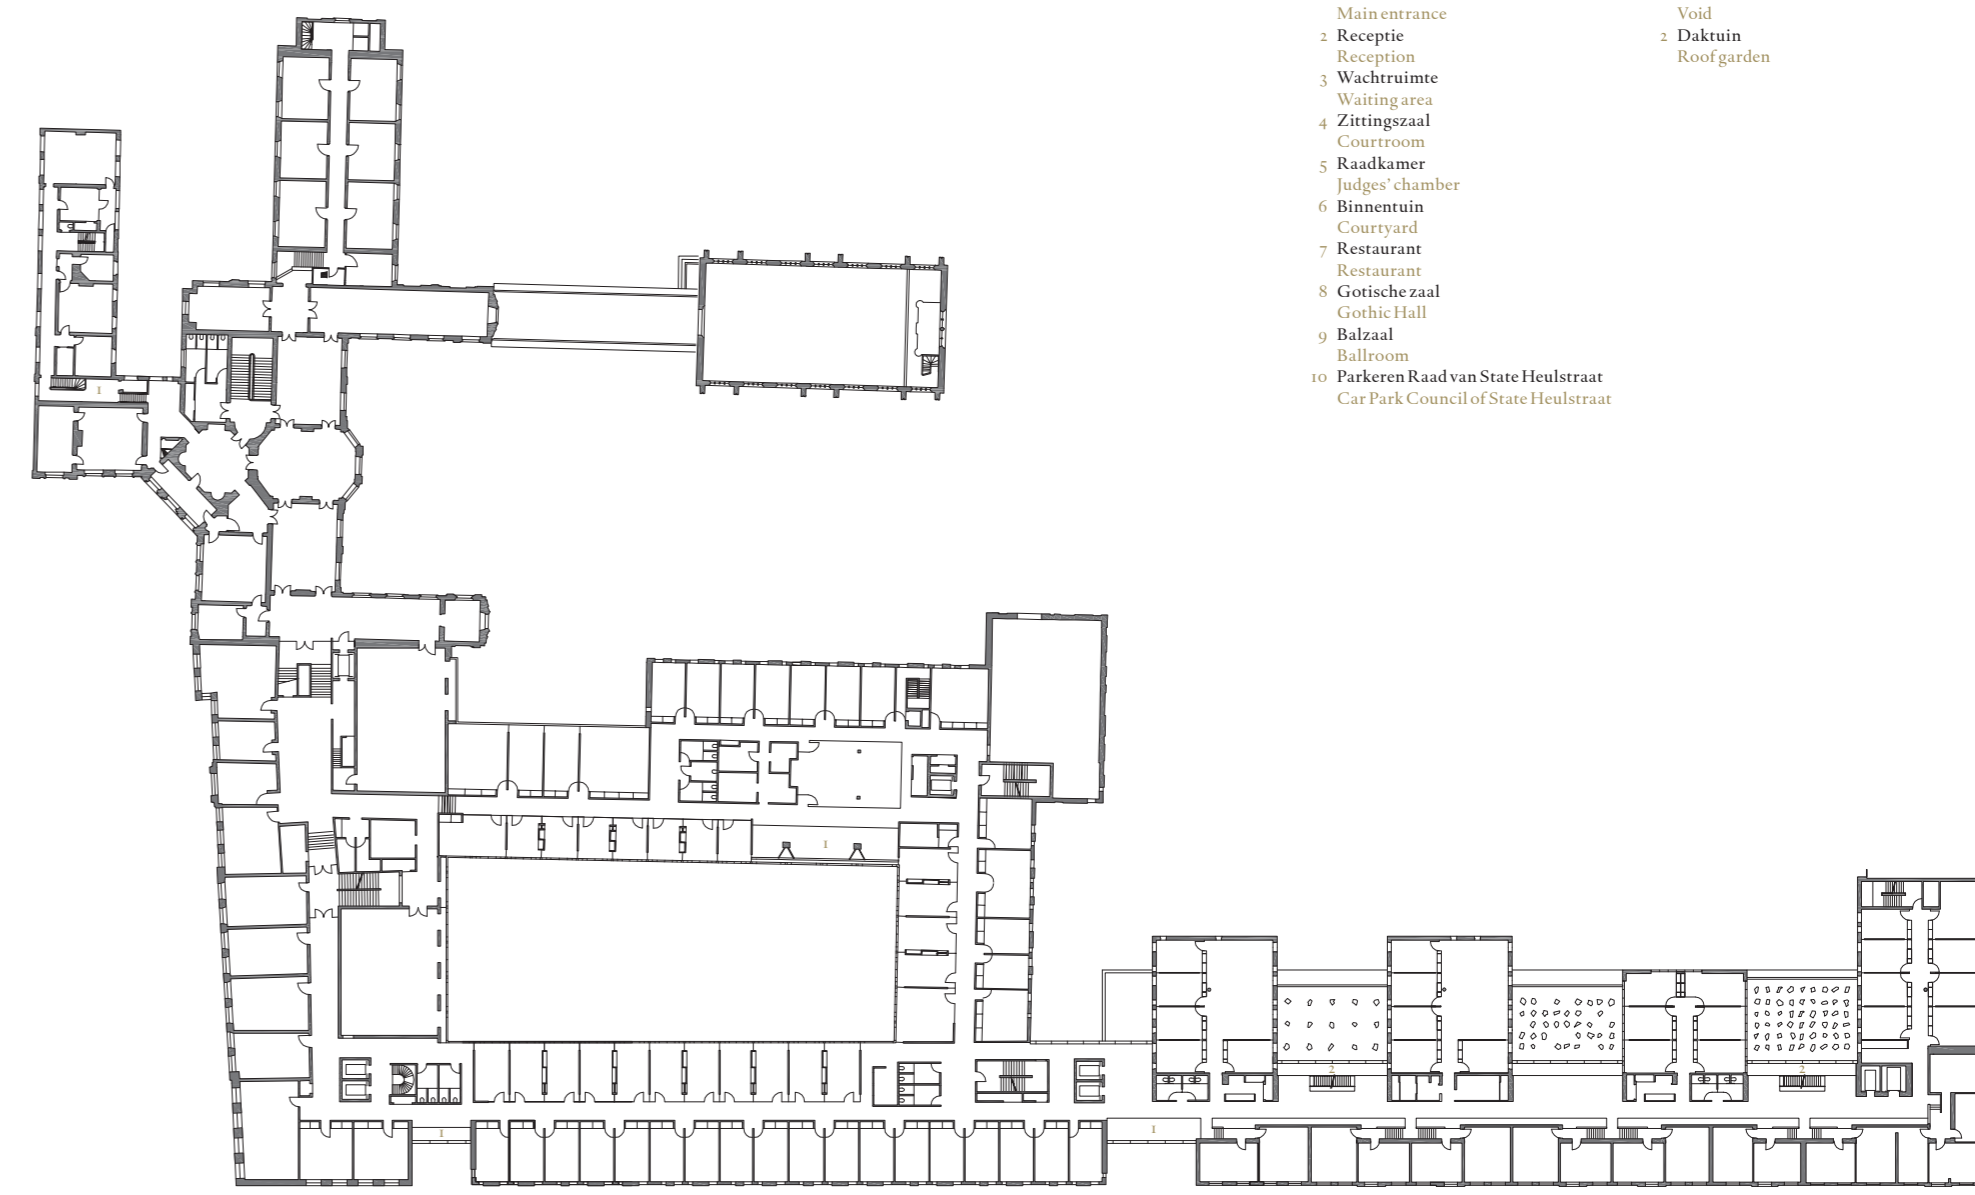 Main entrance
2 Receptie
Reception
3 Wachtruimte
Waiting area
4 Zittingszaal
Courtroom
5 Raadkamer
Judges’ chamber
6 Binnentuin
Courtyard
7 Restaurant
Restaurant
8 Gotische zaal
Gothic Hall
9 Balzaal
Ballroom
10 Parkeren Raad van State Heulstraat
Car Park Council of State Heulstraat
Void
2 Daktuin
Roof garden
1
1
2
2
1
1